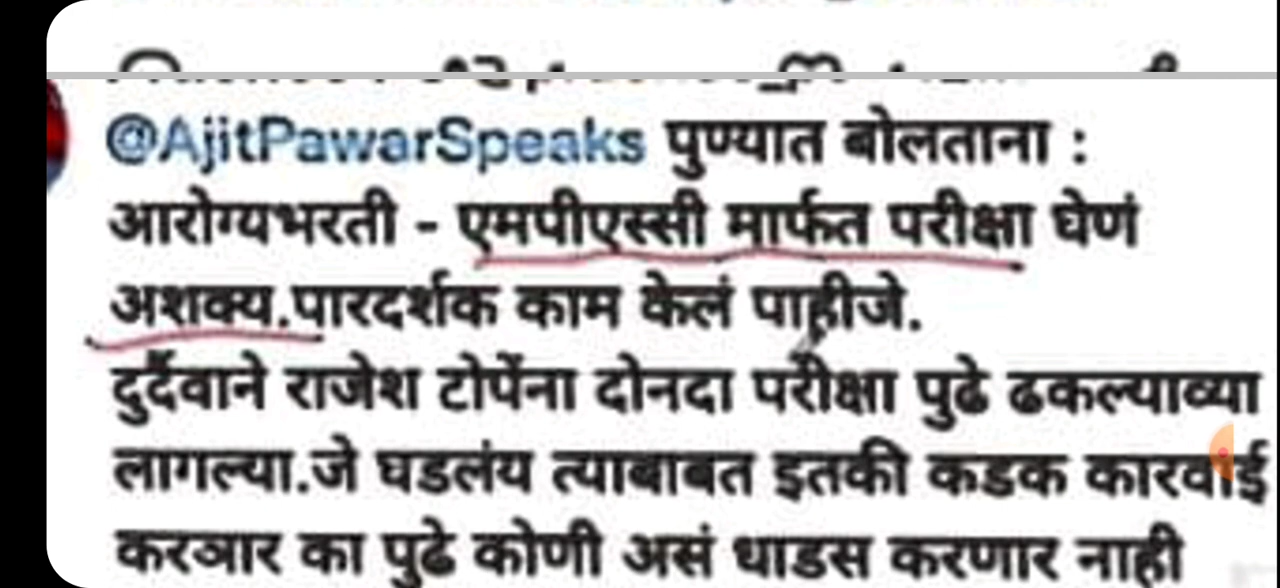 @AjitPawarSpeaks पुण्यात बोलताना :
आरोग्यभरती - एमपीएस्सी मार्फत परीक्षा घेणं
अशक्य.पारदर्शक काम केलं पाहीजे.
दुर्दैवाने राजेश टोपेंना दोनदा परीक्षा पुढे ढकल्याव्या
लागल्या.जे घडलंय त्याबाबत इतकी कडक कारवाई
करञार का पुढे कोणी असं धाडस करणार नाही